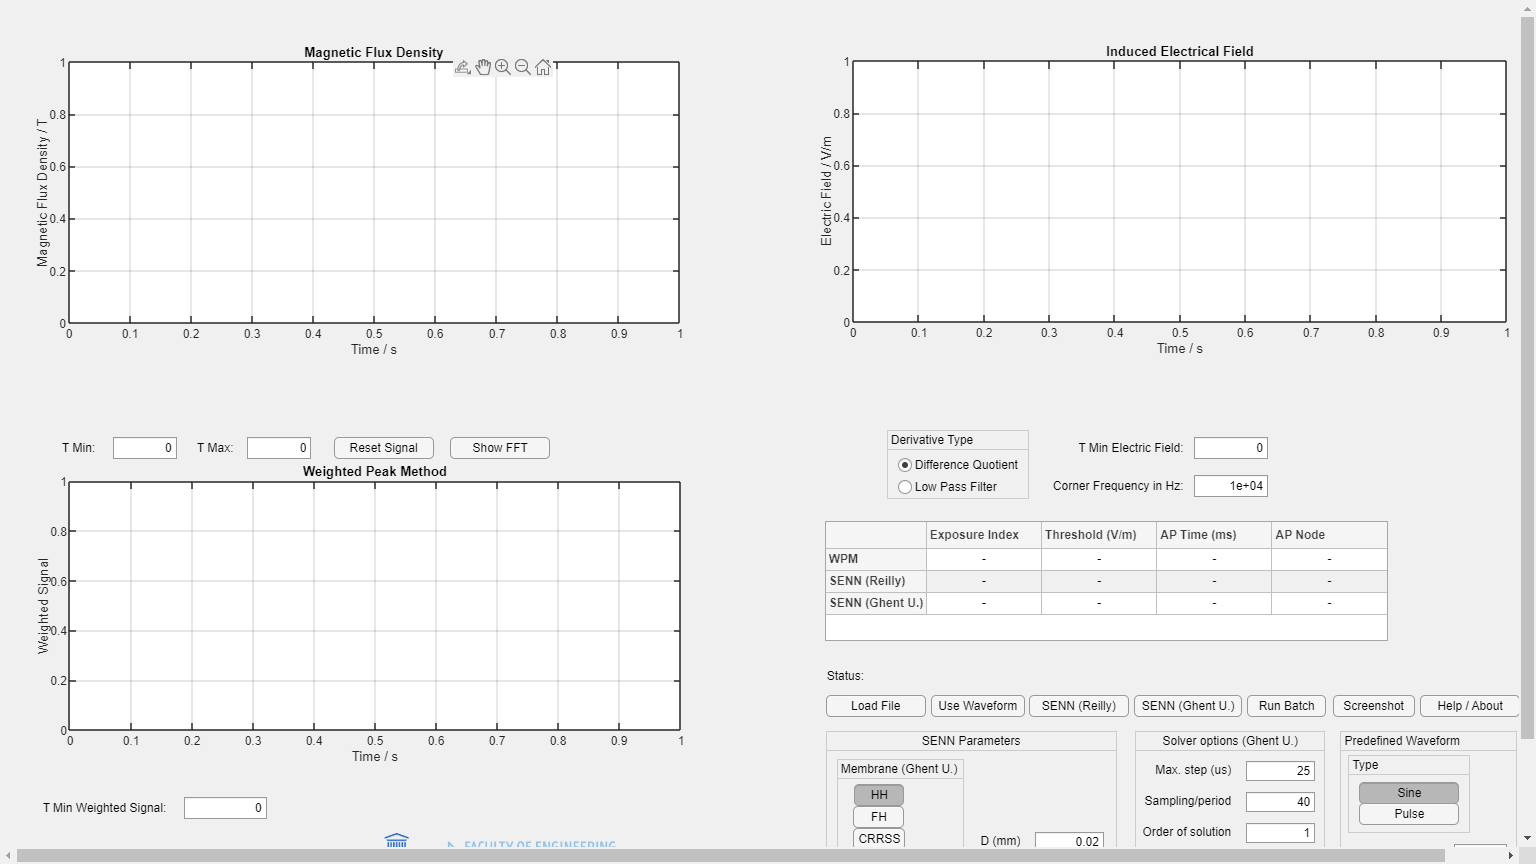 Magnetic Flux Density
1
0.8
0.6
0.4
0.2
0
Magnetic Flux Density / T
0 0.1 0.2 0.3 0.4 0.5 0.6 0.7 0.8 0.9 1
Time / s
Induced Electrical Field
1
0.8
0.6
0.4
0.2
0
Electric Field / V/m
0 0.1 0.2 0.3 0.4 0.5 0.6 0.7 0.8 0.9 1
Time / s
T Min: 0 T Max: 0 Reset Signal Show FFT
Weighted Peak Method
1
0.8
0.6
0.4
0.2
0
Weighted Signal
0 0.1 0.2 0.3 0.4 0.5 0.6 0.7 0.8 0.9 1
Time / s
T Min Weighted Signal: 0
FACULTY OF ENGINEERING
Derivative Type
Difference Quotient
Low Pass Filter
T Min Electric Field: 0
Corner Frequency in Hz: 1e+04
Exposure Index Threshold (V/m) AP Time (ms) AP Node
WPM - - - -
SENN (Reilly) - - - -
SENN (Ghent U.) - - - -
Status:
Load File Use Waveform SENN (Reilly) SENN (Ghent U.) Run Batch Screenshot Help / About
SENN Parameters
Membrane (Ghent U.)
HH
FH
CRRSS
D (mm) 0.02
Solver options (Ghent U.)
Max. step (us) 25
Sampling/period 40
Order of solution 1
Predefined Waveform
Type
Sine
Pulse